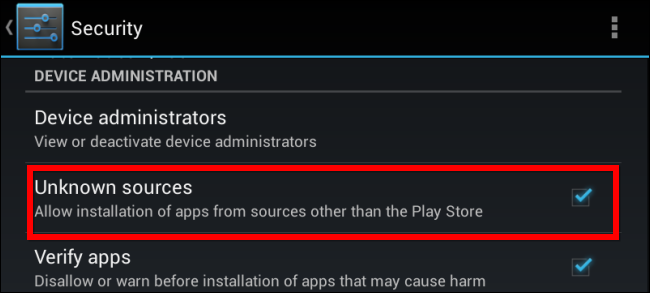 Security
DEVICE ADMINISTRATION
Device administrators
View or deactivate device administrators
Unknown sources
Allow installation of apps from sources other than the Play Store
Verify apps
Disallow or warn before installation of apps that may cause harm